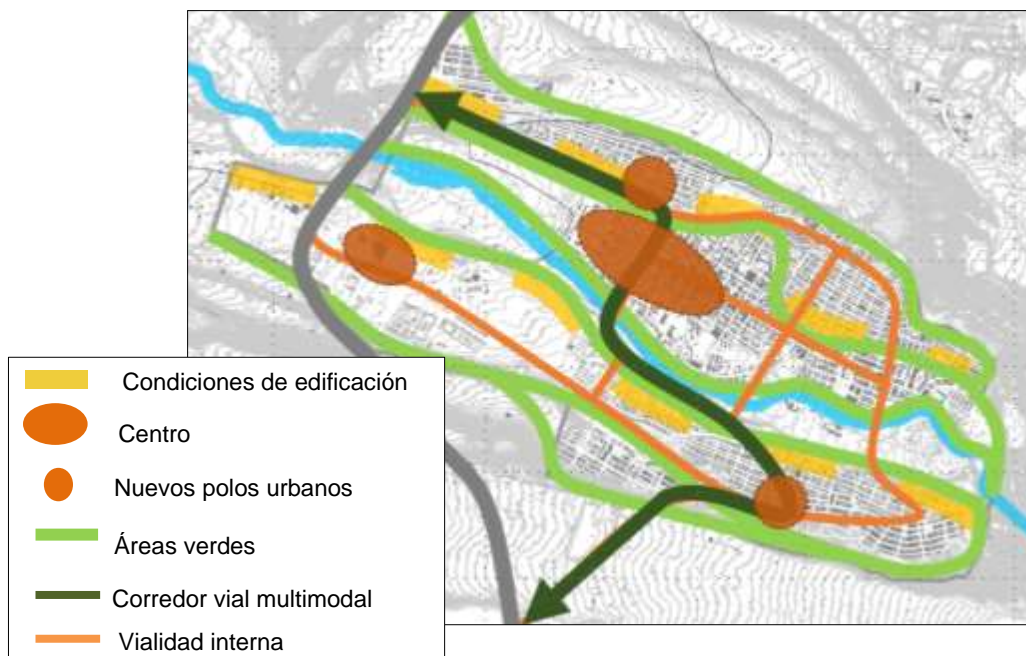 Condiciones de edificación
Centro
Nuevos polos urbanos
Áreas verdes
Corredor vial multimodal
Vialidad interna